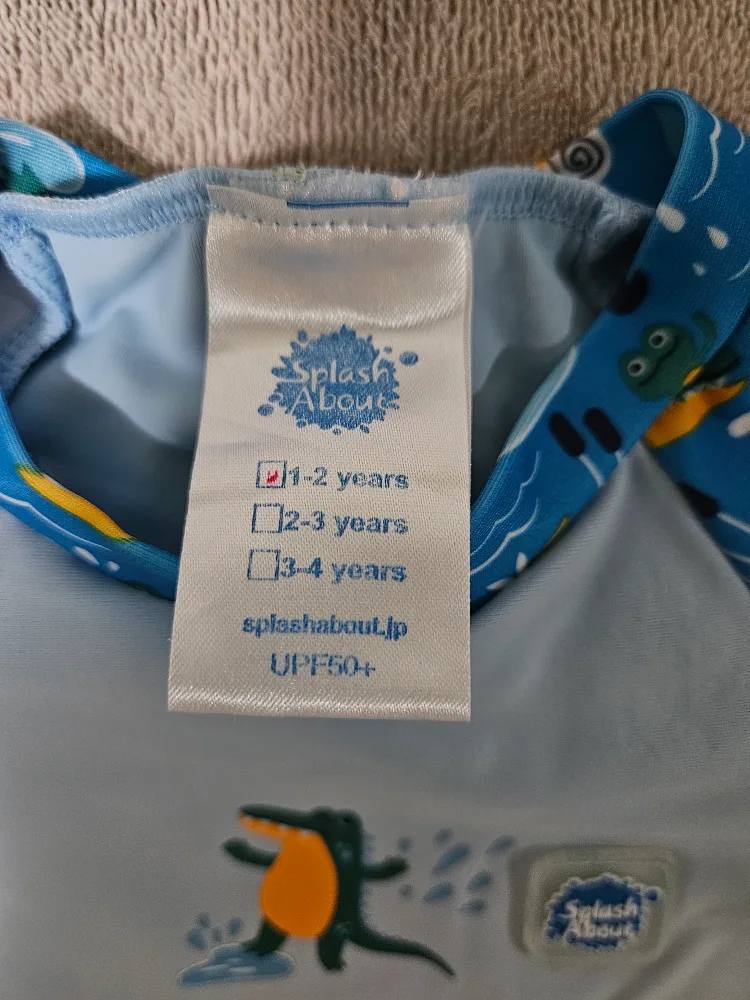 Splash
About
1-2 years
2-3 years
3-4 years
splashabout.jp
UPF50+
Splash
About